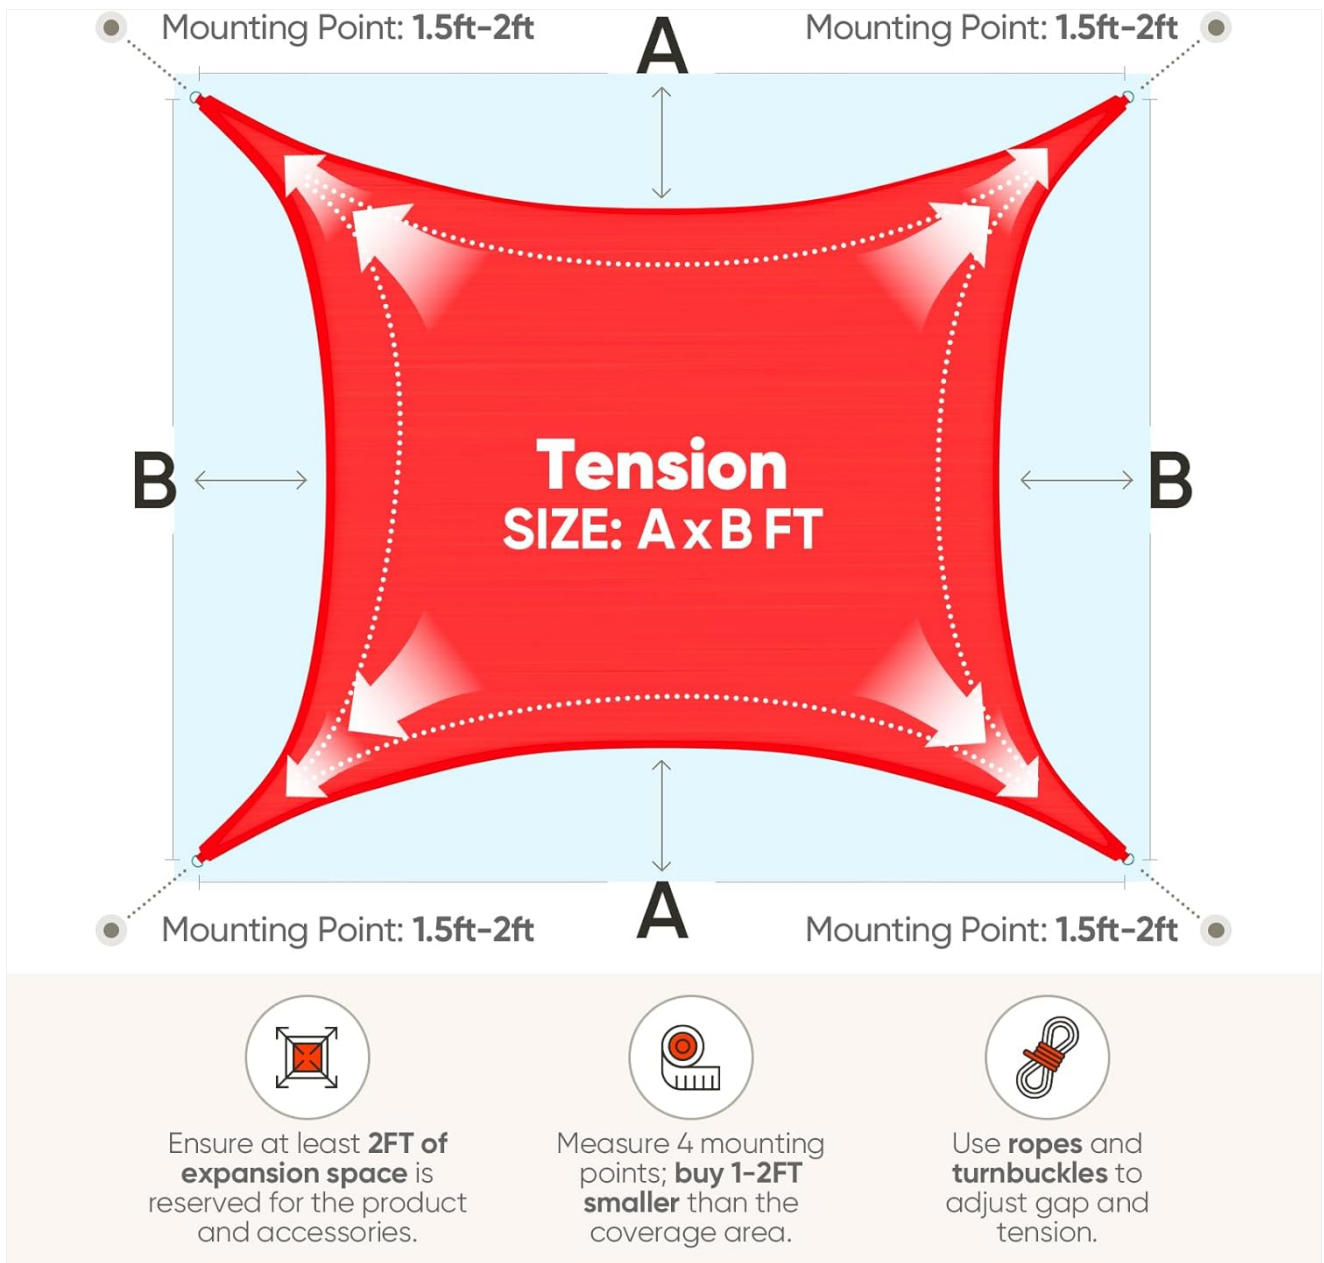 Mounting Point: 1.5ft-2ft
A
Mounting Point: 1.5ft-2ft
B
Tension
SIZE: A x B FT
B
Mounting Point: 1.5ft-2ft
A
Mounting Point: 1.5ft-2ft
Ensure at least 2FT of
expansion space is
reserved for the product
and accessories.
Measure 4 mounting
points; buy 1-2FT
smaller than the
coverage area.
Use ropes and
turnbuckles to
adjust gap and
tension.